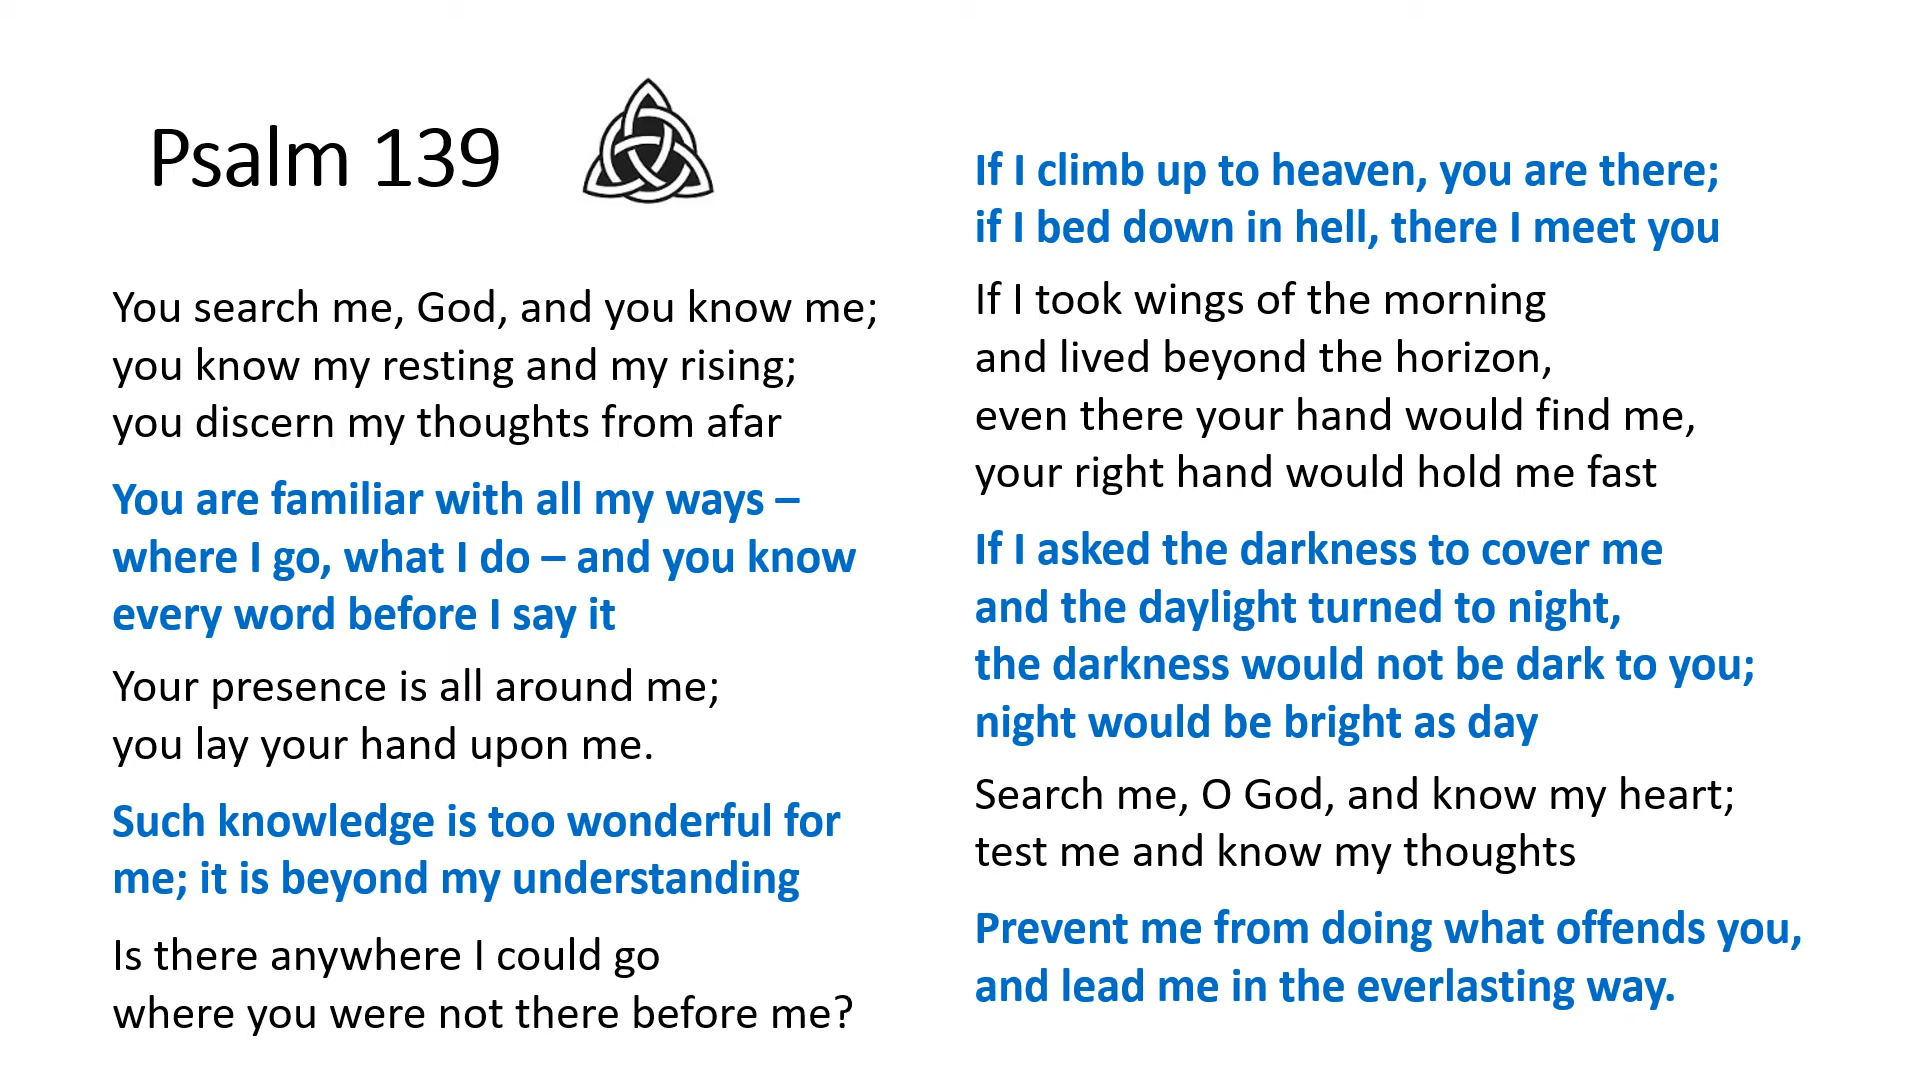 Psalm 139
You search me, God, and you know me;
you know my resting and my rising;
you discern my thoughts from afar
You are familiar with all my ways –
where I go, what I do – and you know
every word before I say it
Your presence is all around me;
you lay your hand upon me.
Such knowledge is too wonderful for
me; it is beyond my understanding
Is there anywhere I could go
where you were not there before me?
If I climb up to heaven, you are there;
if I bed down in hell, there I meet you
If I took wings of the morning
and lived beyond the horizon,
even there your hand would find me,
your right hand would hold me fast
If I asked the darkness to cover me
and the daylight turned to night,
the darkness would not be dark to you;
night would be bright as day
Search me, O God, and know my heart;
test me and know my thoughts
Prevent me from doing what offends you,
and lead me in the everlasting way.